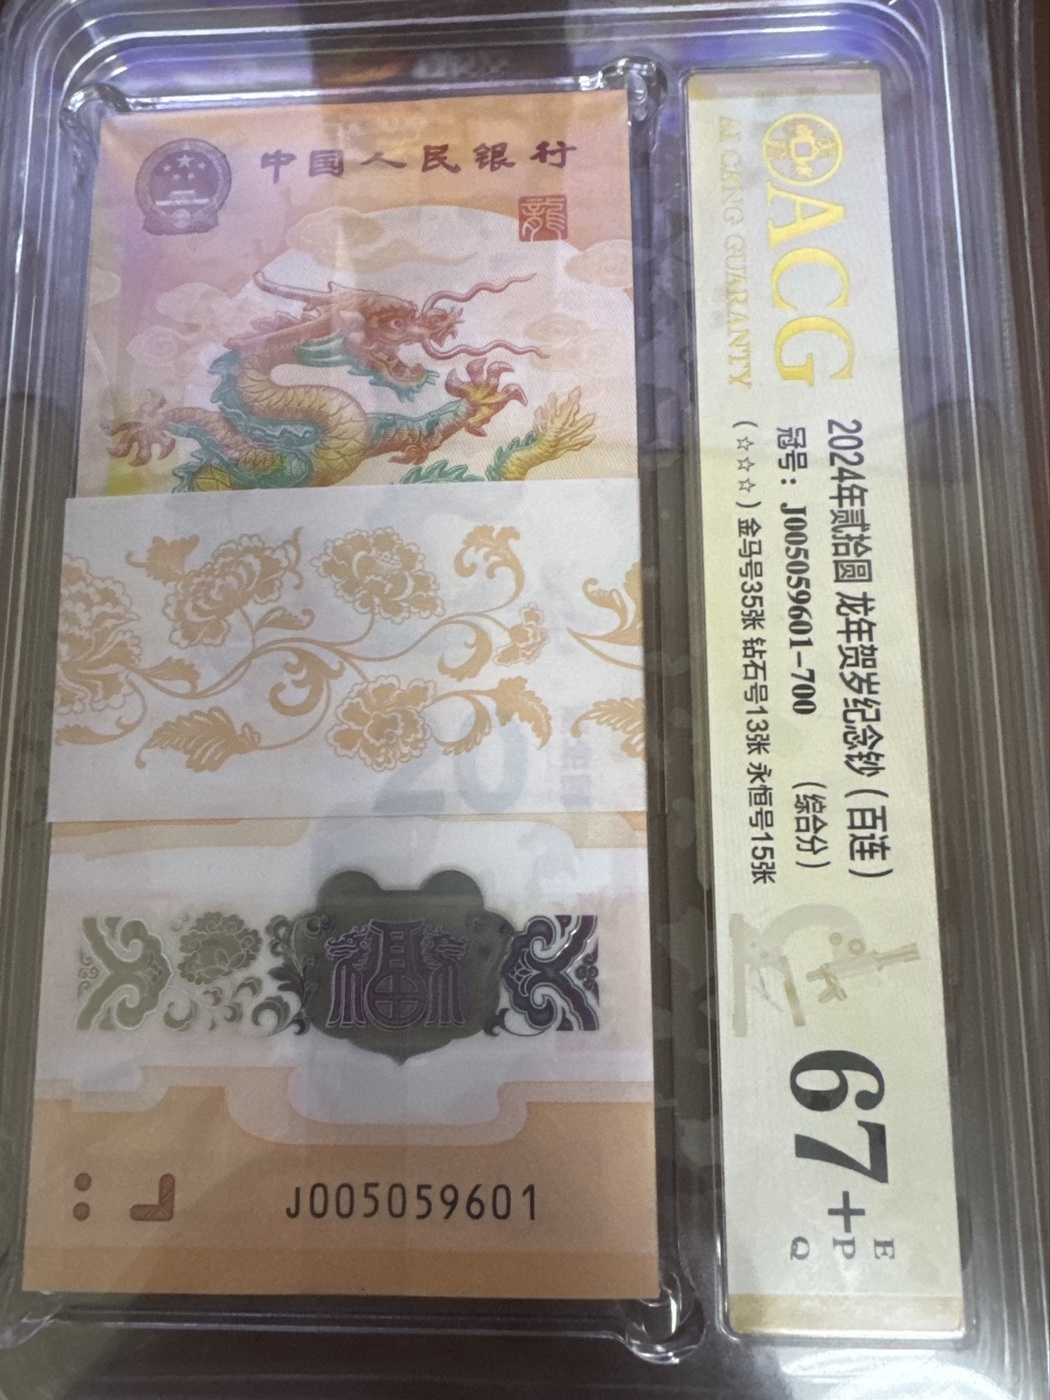 中国人民银行
龍
20
J005059601
ACG
AI CANG GUARANTY
2024年贰拾圆 龙年贺岁纪念钞（百连）
冠号：J005059601-700 （综合分）
（☆☆☆）金马号35张 钻石号13张 永恒号15张
67+
E
P
Q